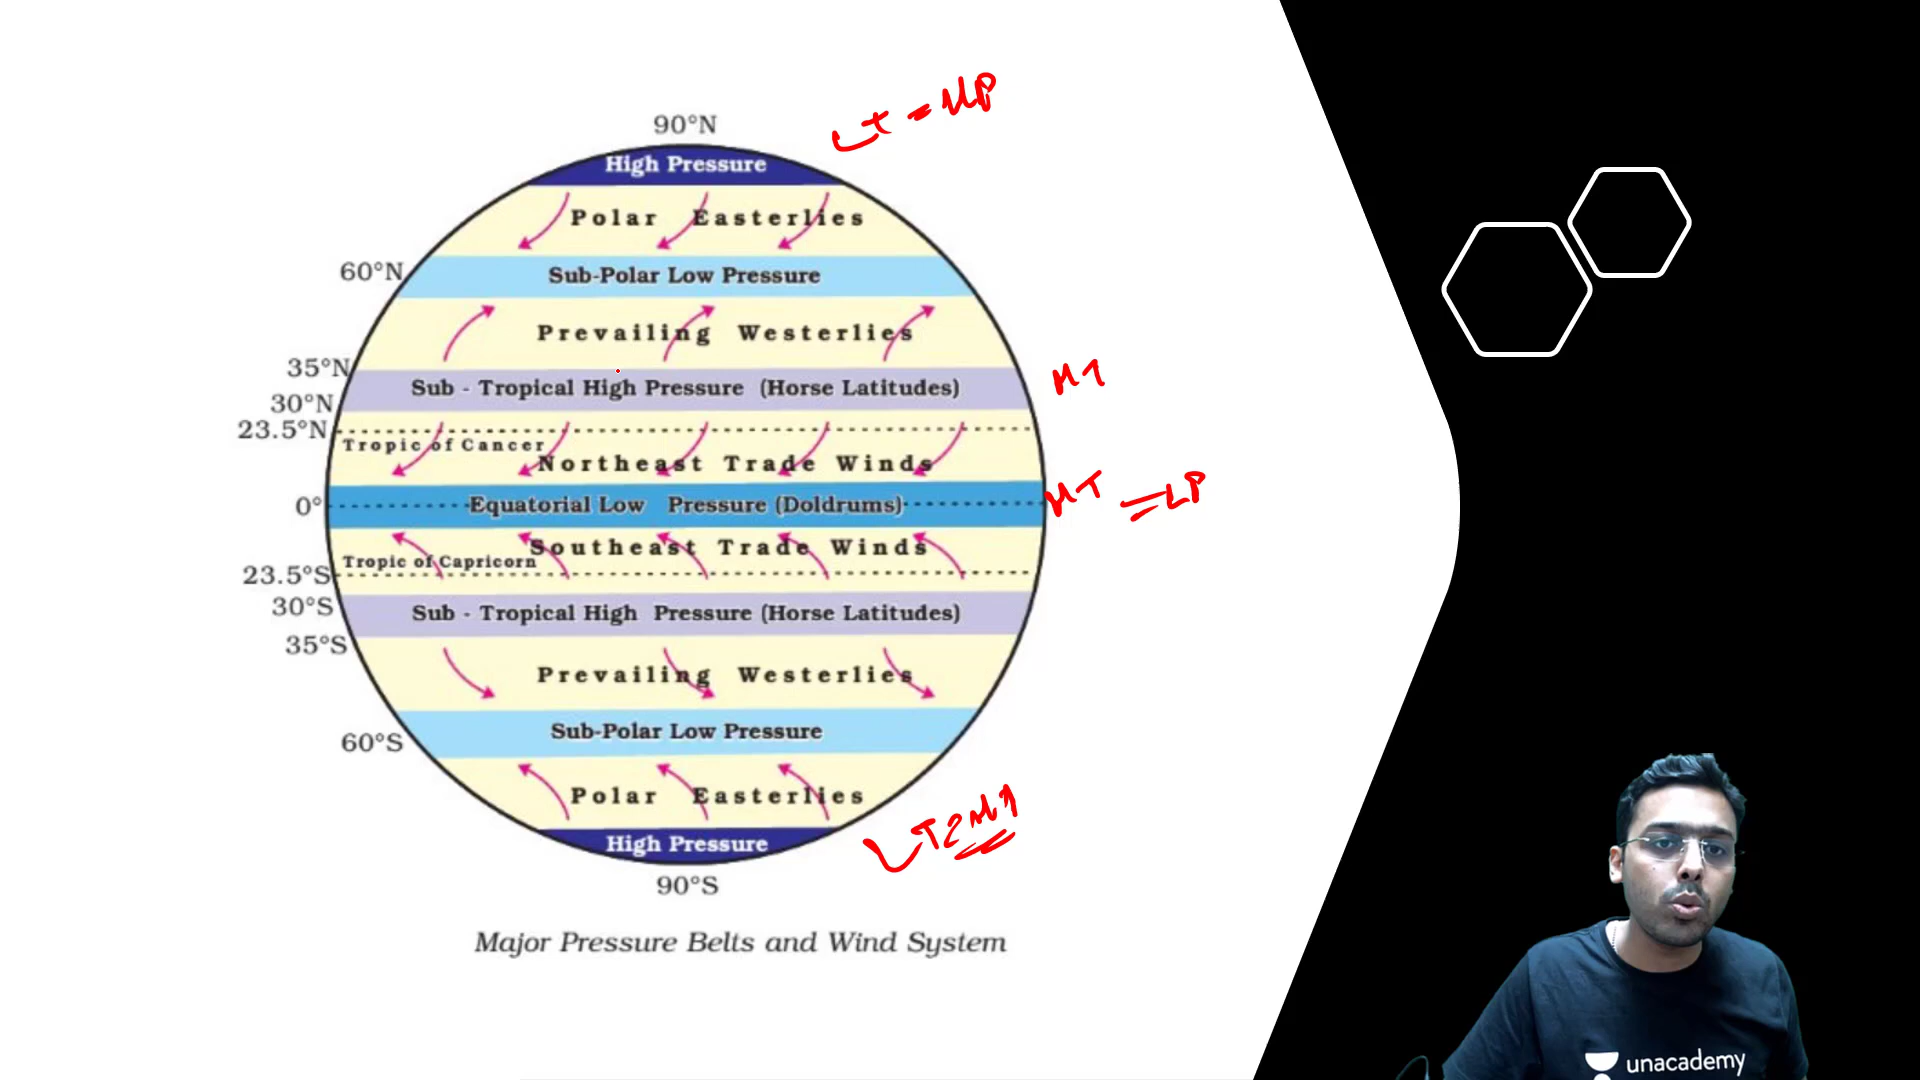 LT = HP
90°N
High Pressure
Polar Easterlies
60°N
Sub-Polar Low Pressure
Prevailing Westerlies
35°N
Sub - Tropical High Pressure (Horse Latitudes)
30°N
23.5°N
Tropic of Cancer
Northeast Trade Winds
0°
Equatorial Low Pressure (Doldrums)
HT = LP
Southeast Trade Winds
Tropic of Capricorn
23.5°S
30°S
Sub - Tropical High Pressure (Horse Latitudes)
35°S
Prevailing Westerlies
Sub-Polar Low Pressure
60°S
Polar Easterlies
High Pressure
90°S
Major Pressure Belts and Wind System
unacademy